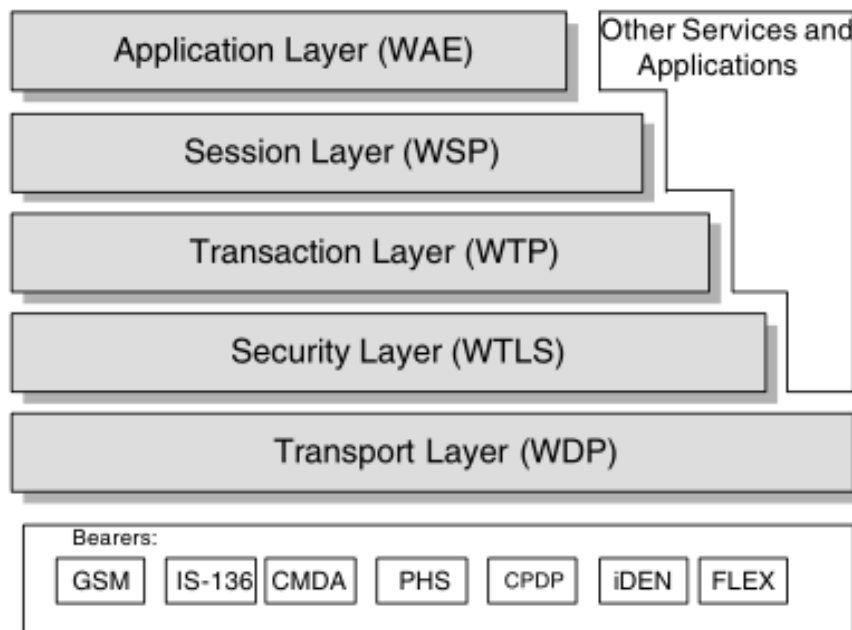 Application Layer (WAE)
Other Services and
Applications
Session Layer (WSP)
Transaction Layer (WTP)
Security Layer (WTLS)
Transport Layer (WDP)
Bearers:
GSM IS-136 CMDA PHS CPDP iDEN FLEX